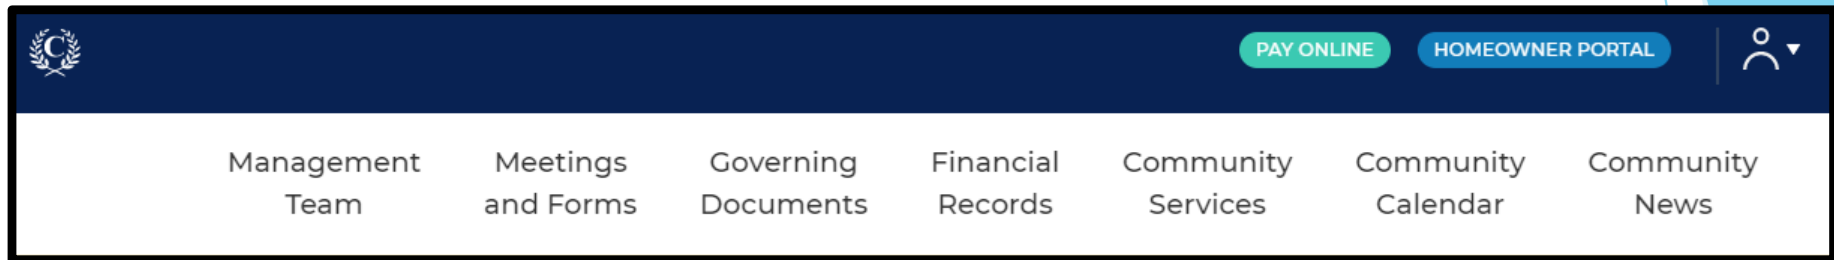 C
PAY ONLINE
HOMEOWNER PORTAL
Management
Team
Meetings
and Forms
Governing
Documents
Financial
Records
Community
Services
Community
Calendar
Community
News